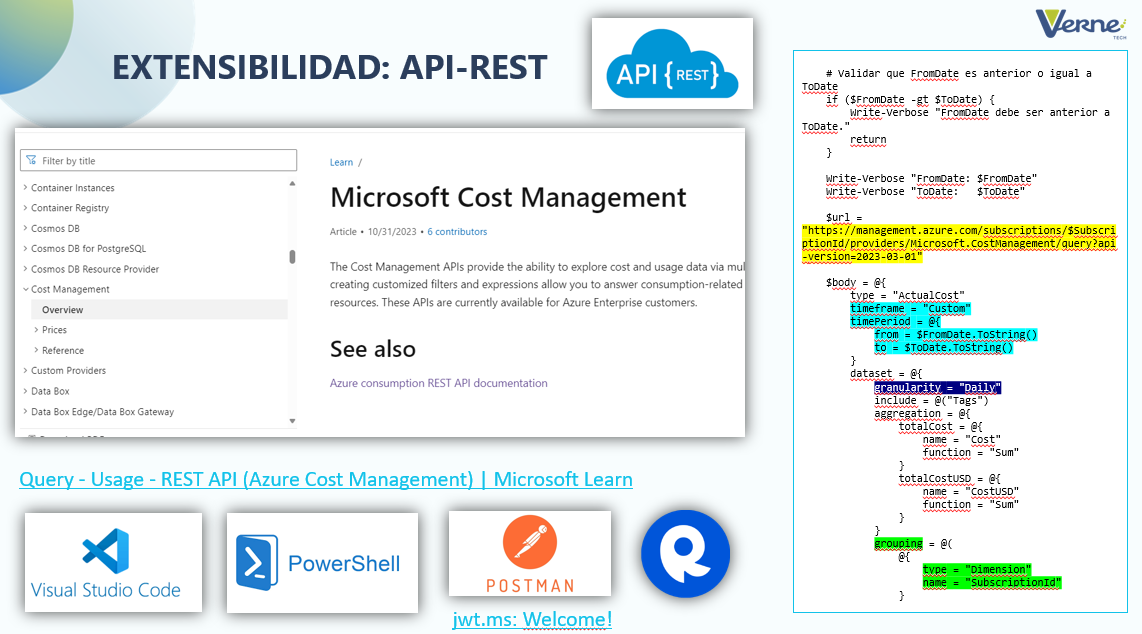 Verne
TECH
EXTENSIBILIDAD: API-REST
API {REST}
Filter by title
Container Instances
Container Registry
Cosmos DB
Cosmos DB for PostgreSQL
Cosmos DB Resource Provider
Cost Management
Overview
Prices
Reference
Custom Providers
Data Box
Data Box Edge/Data Box Gateway
Learn /
Microsoft Cost Management
Article • 10/31/2023 • 6 contributors
The Cost Management APIs provide the ability to explore cost and usage data via mul
creating customized filters and expressions allow you to answer consumption-related
resources. These APIs are currently available for Azure Enterprise customers.
See also
Azure consumption REST API documentation
Query - Usage - REST API (Azure Cost Management) | Microsoft Learn
Visual Studio Code
PowerShell
POSTMAN
jwt.ms: Welcome!
# Validar que FromDate es anterior o igual a
ToDate
if ($FromDate -gt $ToDate) {
Write-Verbose "FromDate debe ser anterior a
ToDate."
return
}
Write-Verbose "FromDate: $FromDate"
Write-Verbose "ToDate:   $ToDate"
$url =
"https://management.azure.com/subscriptions/$Subscri
ptionId/providers/Microsoft.CostManagement/query?api
-version=2023-03-01"
$body = @{
type = "ActualCost"
timeframe = "Custom"
timePeriod = @{
from = $FromDate.ToString()
to = $ToDate.ToString()
}
dataset = @{
granularity = "Daily"
include = @("Tags")
aggregation = @{
totalCost = @{
name = "Cost"
function = "Sum"
}
totalCostUSD = @{
name = "CostUSD"
function = "Sum"
}
}
grouping = @(
@{
type = "Dimension"
name = "SubscriptionId"
}